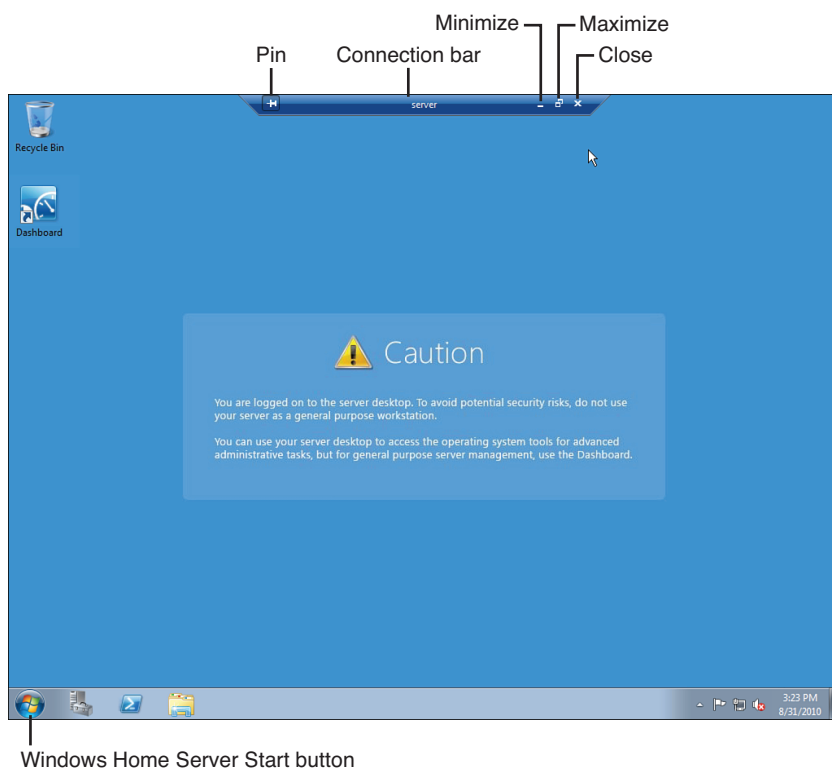 Minimize
Maximize
Pin
Connection bar
Close
server
Recycle Bin
Dashboard
Caution
You are logged on to the server desktop. To avoid potential security risks, do not use
your server as a general purpose workstation.
You can use your server desktop to access the operating system tools for advanced
administrative tasks, but for general purpose server management, use the Dashboard.
3:23 PM
8/31/2010
Windows Home Server Start button